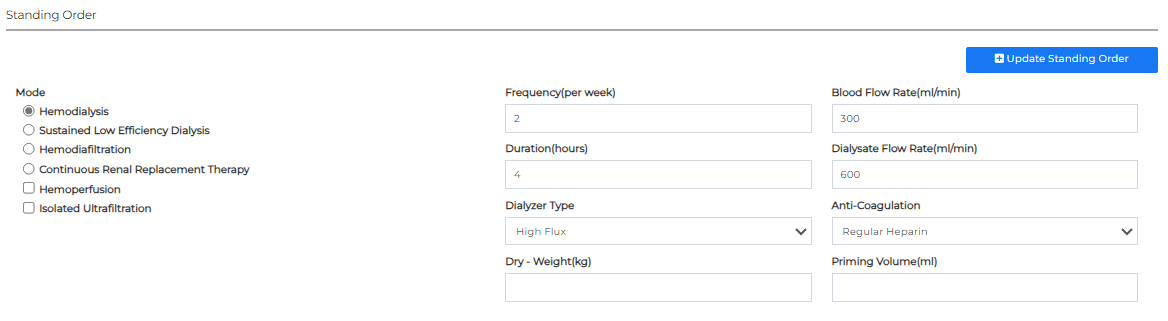 Standing Order
Update Standing Order
Mode
Hemodialysis
Sustained Low Efficiency Dialysis
Hemodiafiltration
Continuous Renal Replacement Therapy
Hemoperfusion
Isolated Ultrafiltration
Frequency(per week)
2
Duration(hours)
4
Dialyzer Type
High Flux
Dry - Weight(kg)
Blood Flow Rate(ml/min)
300
Dialysate Flow Rate(ml/min)
600
Anti-Coagulation
Regular Heparin
Priming Volume(ml)